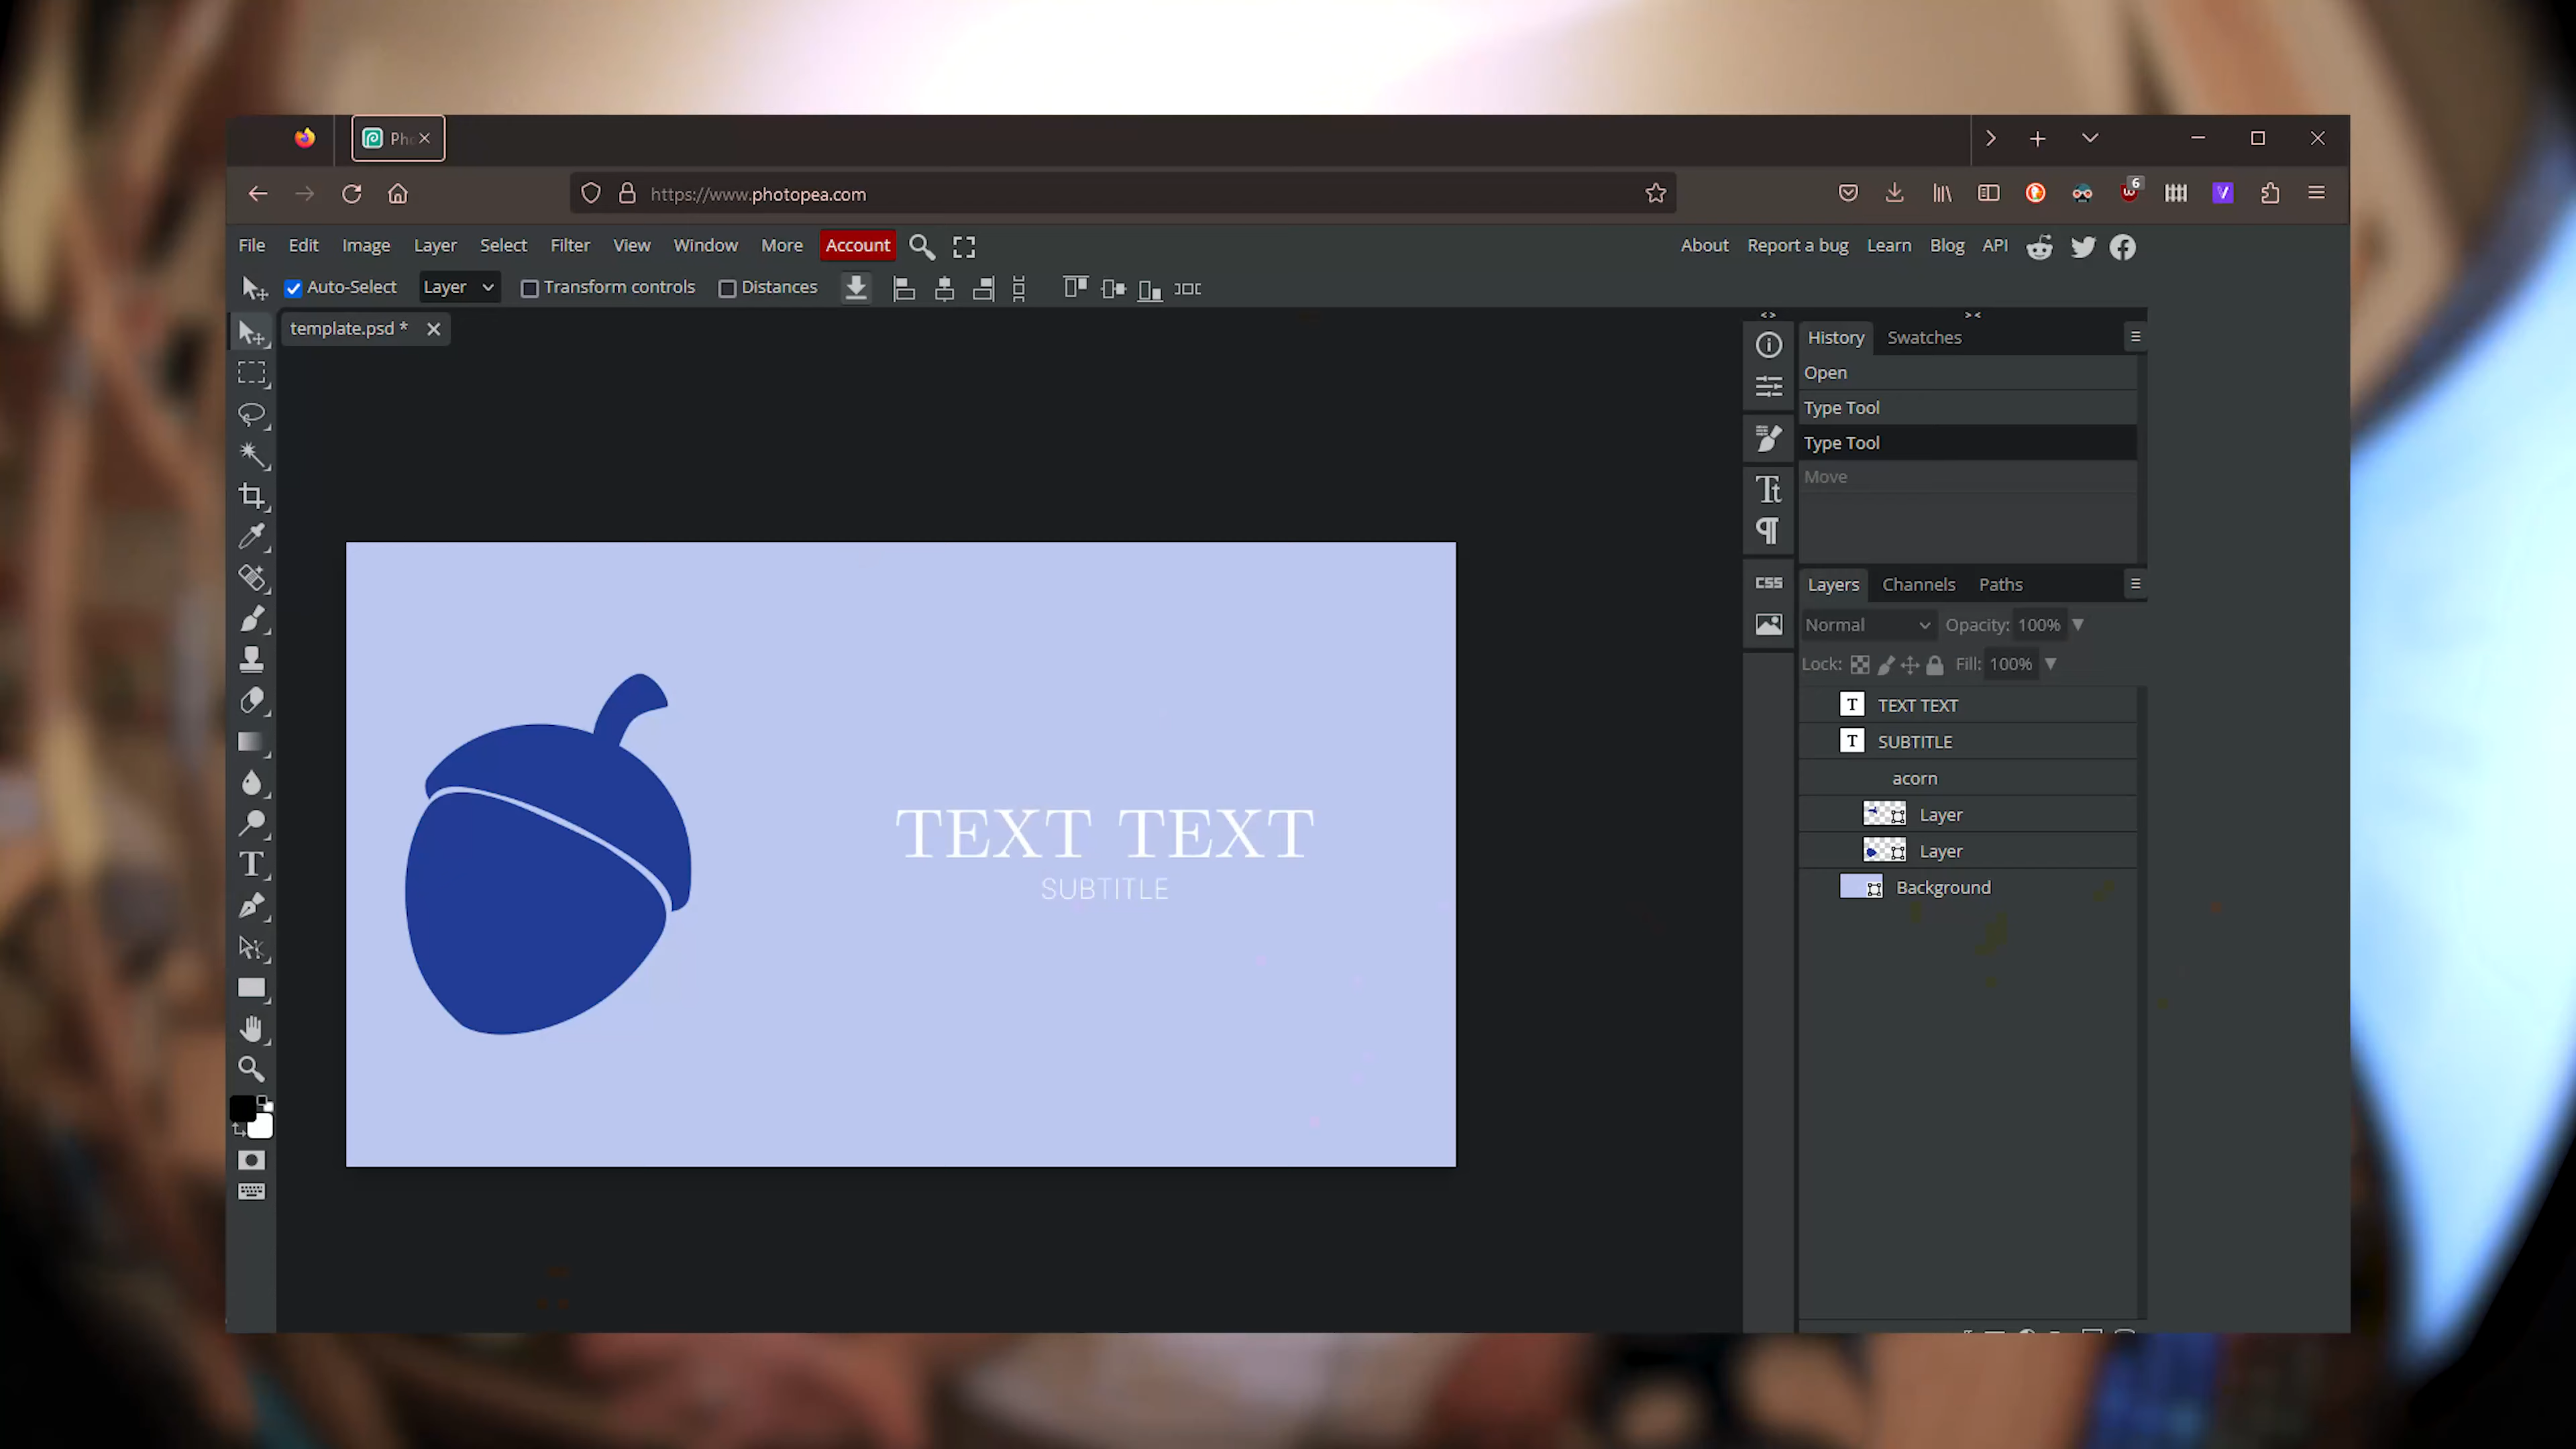 Pho
https://www.photopea.com
6
File Edit Image Layer Select Filter View Window More Account
About Report a bug Learn Blog API
Auto-Select Layer Transform controls Distances
template.psd *
History Swatches
Open
Type Tool
Type Tool
Move
CSS
Layers Channels Paths
Normal Opacity: 100%
Lock: Fill: 100%
TEXT TEXT
SUBTITLE
acorn
Layer
Layer
Background
TEXT TEXT
SUBTITLE